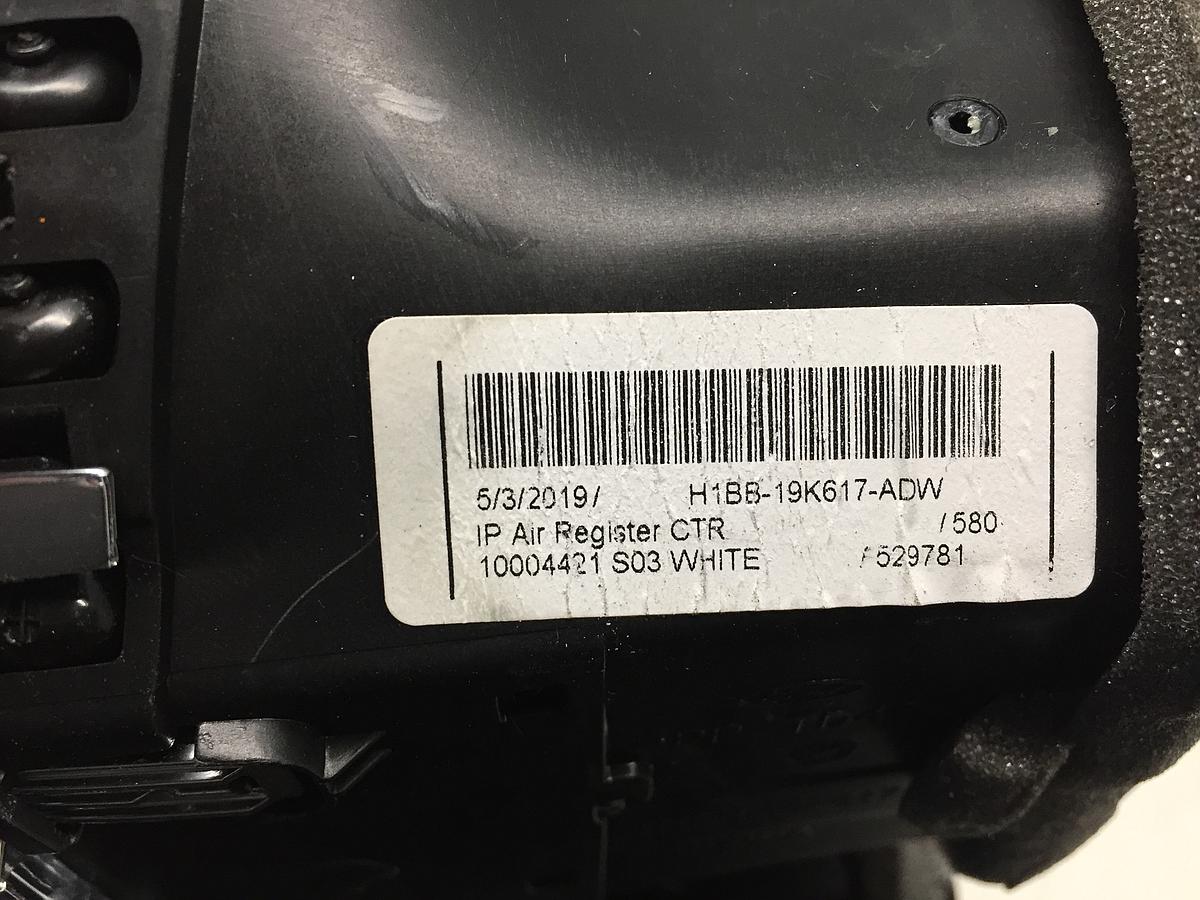 5/3/2019/ H1BB-19K617-ADW
IP Air Register CTR /580
10004421 S03 WHITE /529781